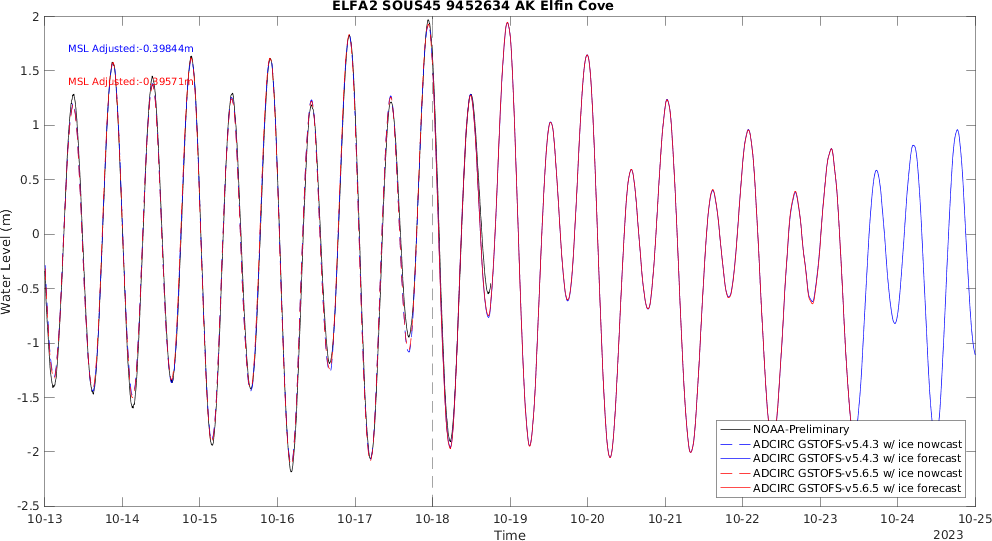 ELFA2 SOUS45 9452634 AK Elfin Cove
2
MSL Adjusted:-0.39844m
1.5
MSL Adjusted:-0.39571m
1
0.5
0
-0.5
-1
-1.5
-2
-2.5
Water Level (m)
NOAA-Preliminary
ADCIRC GSTOFS-v5.4.3 w/ ice nowcast
ADCIRC GSTOFS-v5.4.3 w/ ice forecast
ADCIRC GSTOFS-v5.6.5 w/ ice nowcast
ADCIRC GSTOFS-v5.6.5 w/ ice forecast
10-13 10-14 10-15 10-16 10-17 10-18 10-19 10-20 10-21 10-22 10-23 10-24 10-25
Time
2023